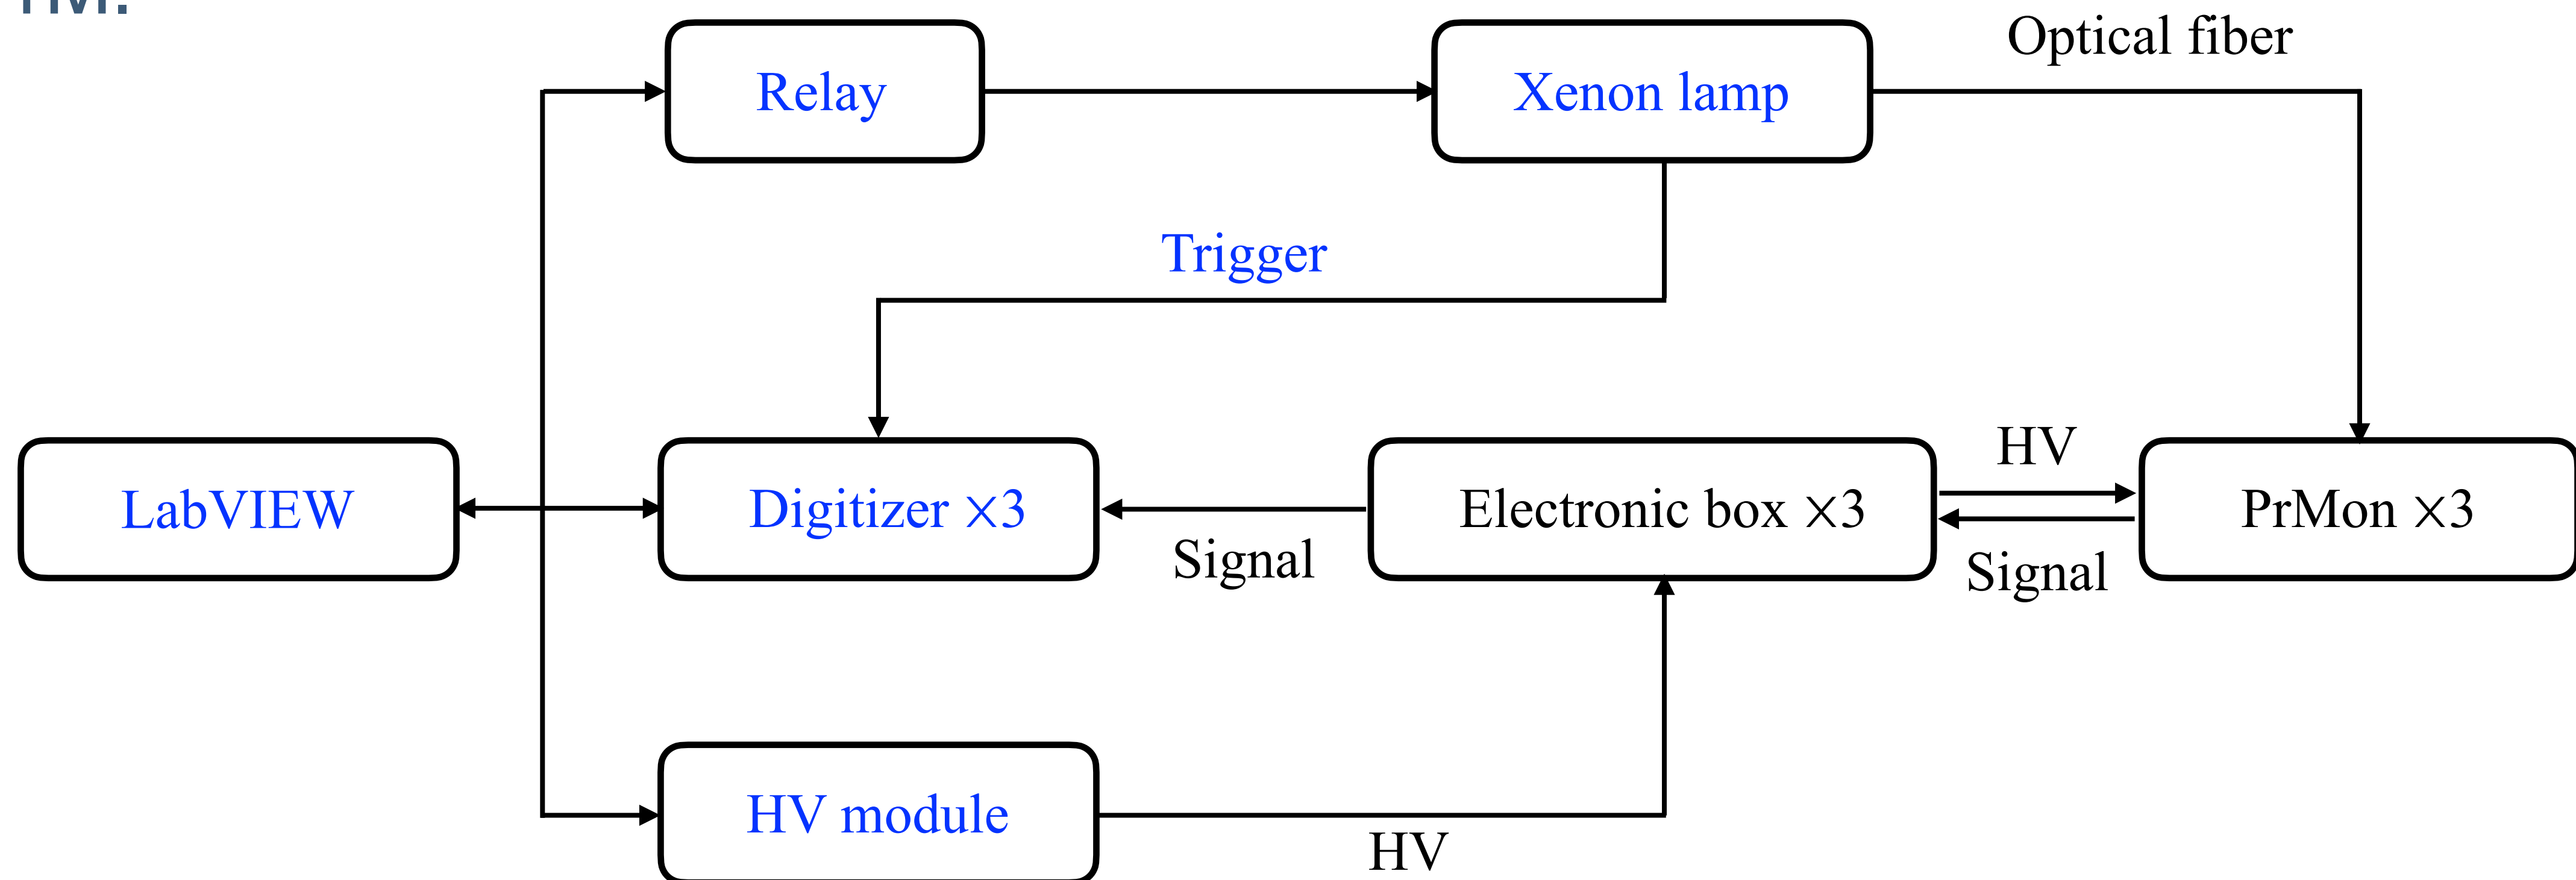 Optical fiber
Relay
Xenon lamp
Trigger
HV
LabVIEW
Digitizer ×3
Electronic box ×3
PrMon ×3
Signal
Signal
HV module
HV